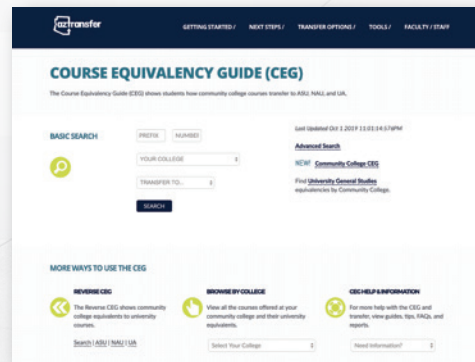 aztransfer
GETTING STARTED / NEXT STEPS / TRANSFER OPTIONS / TOOLS / FACULTY / STAFF
COURSE EQUIVALENCY GUIDE (CEG)
The Course Equivalency Guide (CEG) shows students how community college courses transfer to ASU, NAU, and UA.
BASIC SEARCH
PREFIX NUMBER
YOUR COLLEGE
TRANSFER TO...
SEARCH
Last Updated Oct 1 2019 11:01:14:576PM
Advanced Search
NEW! Community College CEG
Find University General Studies
equivalencies by Community College.
MORE WAYS TO USE THE CEG
REVERSE CEG
The Reverse CEG shows community
college equivalents to university
courses.
Search | ASU | NAU | UA
BROWSE BY COLLEGE
View all the courses offered at your
community college and their university
equivalents.
Select Your College
CEG HELP & INFORMATION
For more help with the CEG and
transfer, view guides, tips, FAQs, and
reports.
Need Information?